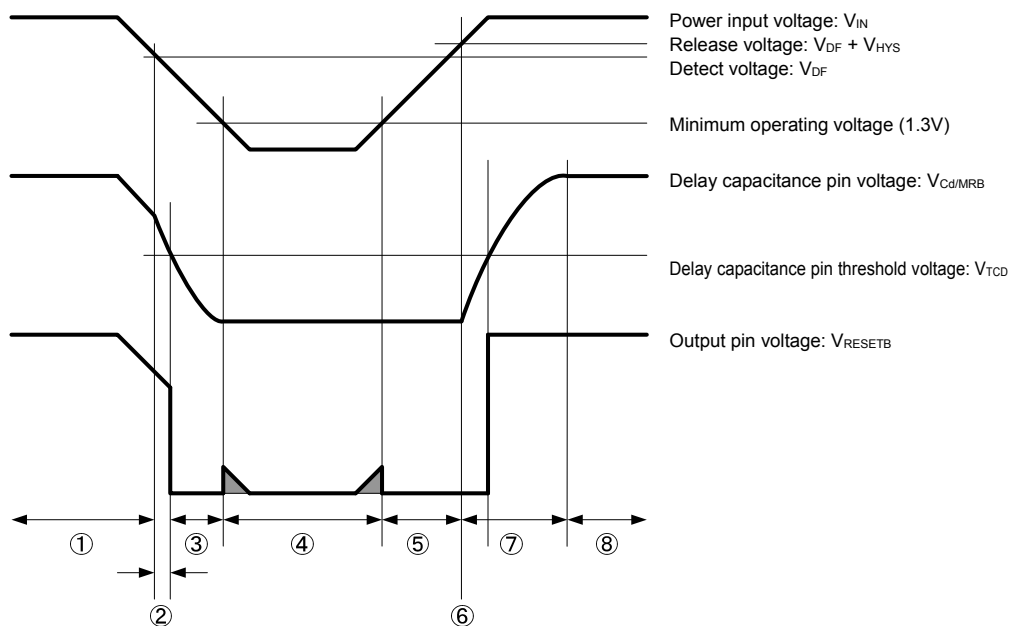 Power input voltage: VIN
Release voltage: VDF + VHYS
Detect voltage: VDF
Minimum operating voltage (1.3V)
Delay capacitance pin voltage: VCd/MRB
Delay capacitance pin threshold voltage: VTCD
Output pin voltage: VRESETB
① ③ ④ ⑤ ⑦ ⑧
② ⑥